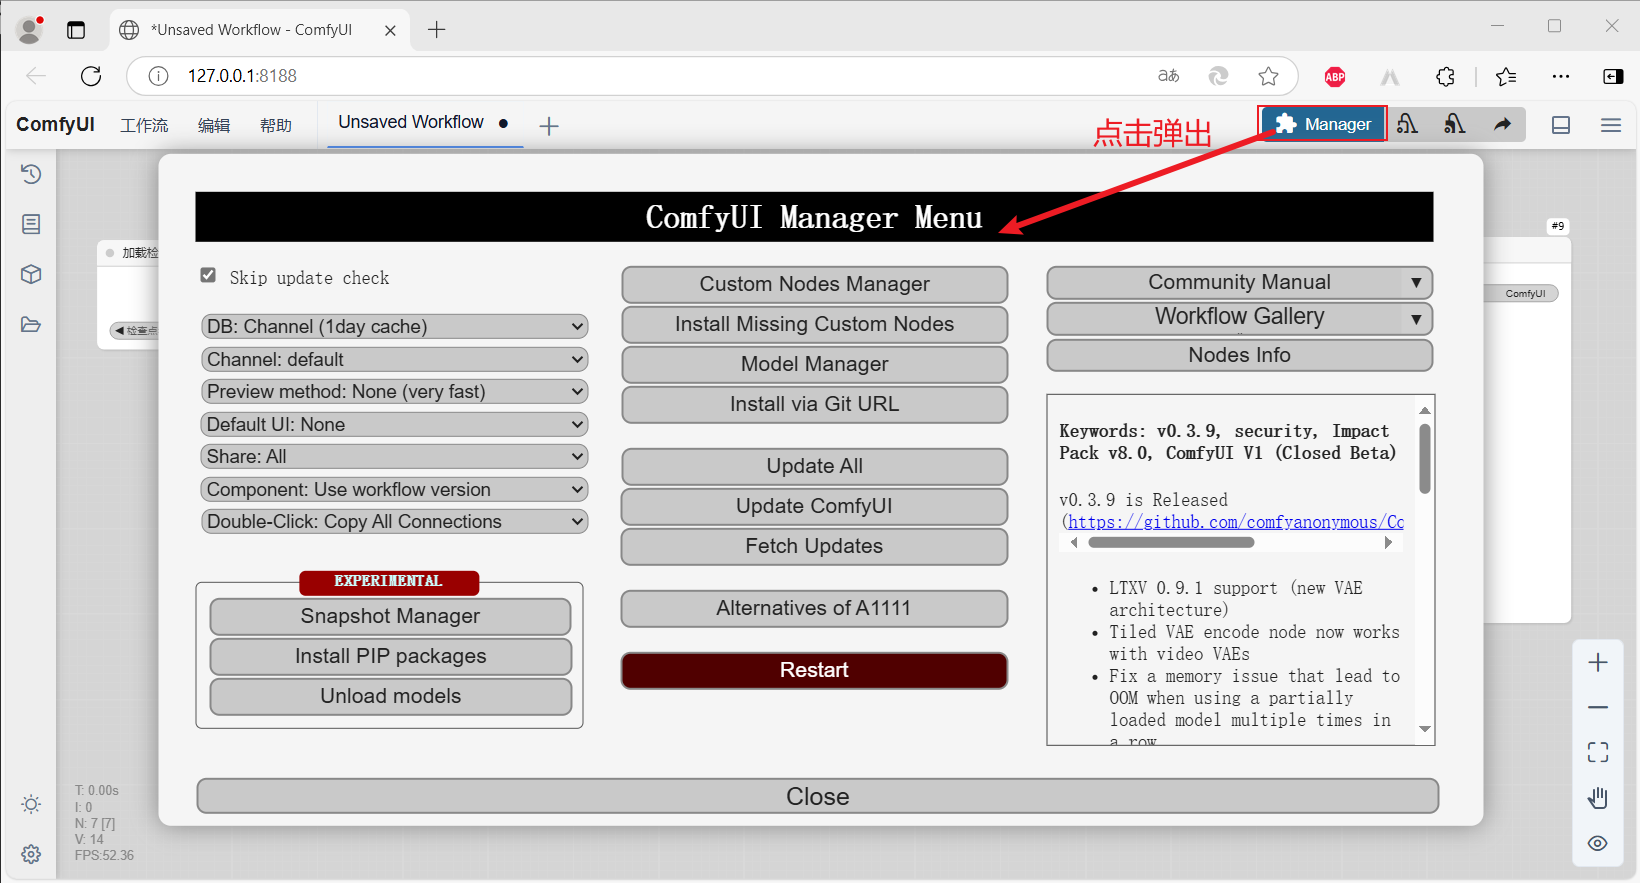 *Unsaved Workflow - ComfyUI
127.0.0.1:8188
aあ
ABP
ComfyUI
工作流
编辑
帮助
Unsaved Workflow
Manager
点击弹出
ComfyUI Manager Menu
#9
加载检
ComfyUI
检查点
Skip update check
DB: Channel (1day cache)
Channel: default
Preview method: None (very fast)
Default UI: None
Share: All
Component: Use workflow version
Double-Click: Copy All Connections
EXPERIMENTAL
Snapshot Manager
Install PIP packages
Unload models
Custom Nodes Manager
Install Missing Custom Nodes
Model Manager
Install via Git URL
Update All
Update ComfyUI
Fetch Updates
Alternatives of A1111
Restart
Community Manual
Workflow Gallery
Nodes Info
Keywords: v0.3.9, security, Impact
Pack v8.0, ComfyUI V1 (Closed Beta)
v0.3.9 is Released
(https://github.com/comfyanonymous/Co
LTXV 0.9.1 support (new VAE
architecture)
Tiled VAE encode node now works
with video VAEs
Fix a memory issue that lead to
OOM when using a partially
loaded model multiple times in
a row
Close
T: 0.00s
I: 0
N: 7 [7]
V: 14
FPS:52.36